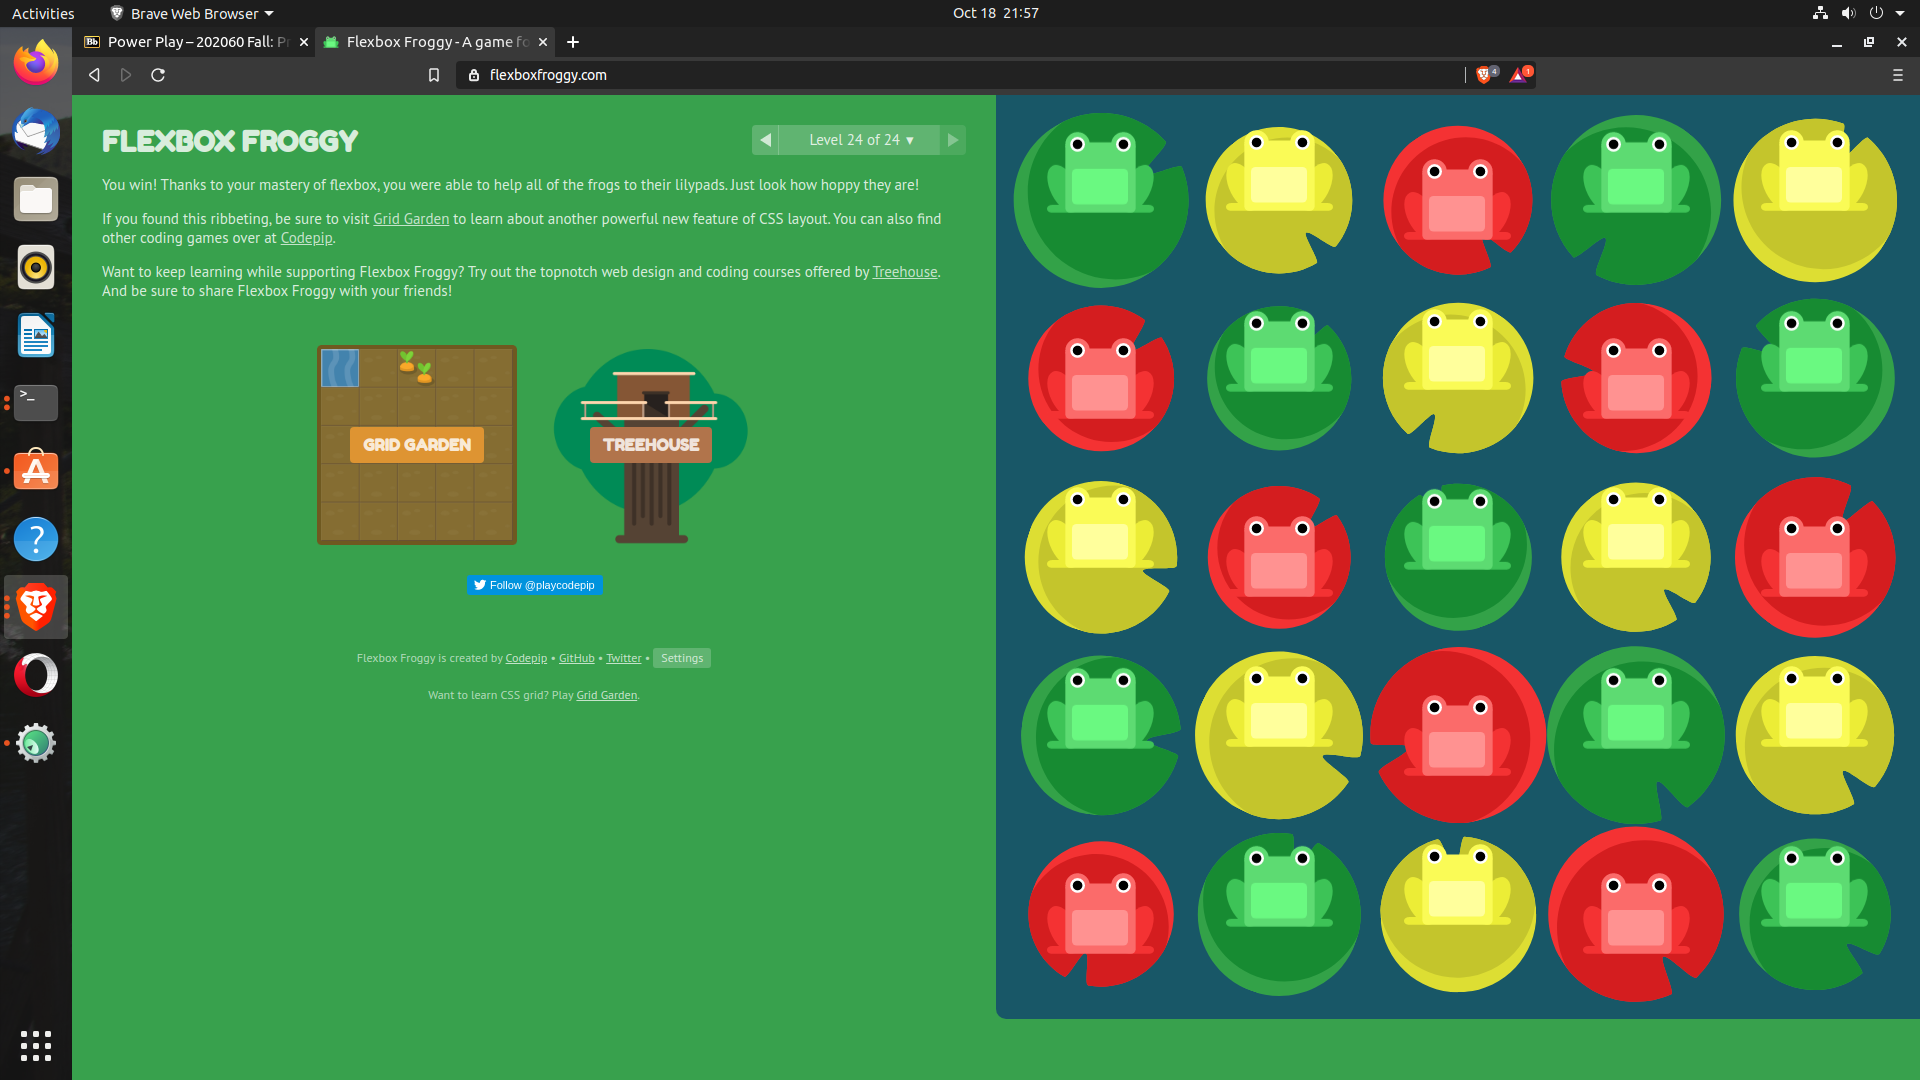 Activities
Brave Web Browser
Oct 18 21:57
Bb Power Play – 202060 Fall: Pr
Flexbox Froggy - A game fo
flexboxfroggy.com
4
1
FLEXBOX FROGGY
Level 24 of 24 ▾
You win! Thanks to your mastery of flexbox, you were able to help all of the frogs to their lilypads. Just look how hoppy they are!
If you found this ribbeting, be sure to visit Grid Garden to learn about another powerful new feature of CSS layout. You can also find
other coding games over at Codepip.
Want to keep learning while supporting Flexbox Froggy? Try out the topnotch web design and coding courses offered by Treehouse.
And be sure to share Flexbox Froggy with your friends!
GRID GARDEN
TREEHOUSE
Follow @playcodepip
Flexbox Froggy is created by Codepip • GitHub • Twitter • Settings
Want to learn CSS grid? Play Grid Garden.